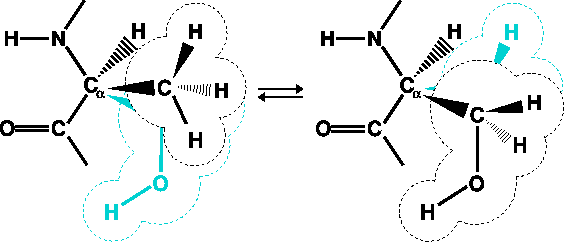 H N H H H N H H
Cα C H Cα C H
O C H O C H
H O H O